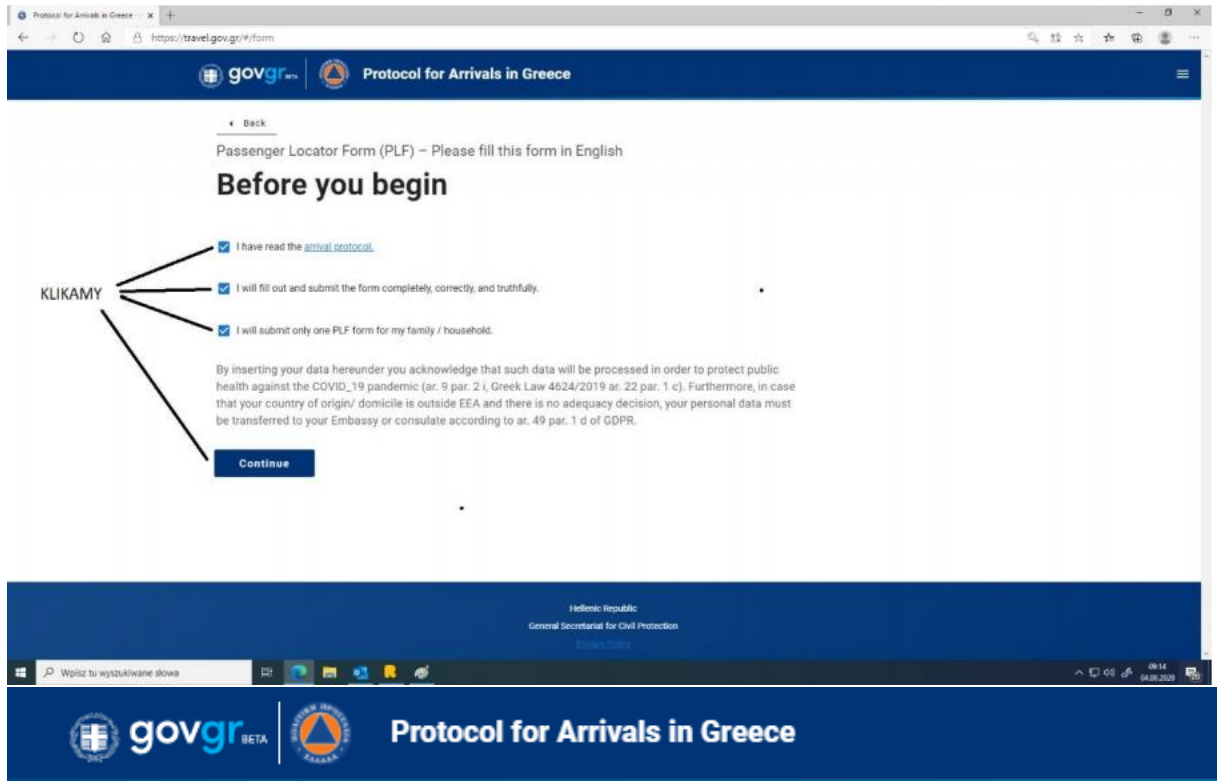 Protocol for Arrivals in Greece
https://travel.gov.gr/#/form
govgr BETA Protocol for Arrivals in Greece
Back
Passenger Locator Form (PLF) – Please fill this form in English
Before you begin
I have read the arrival protocol.
KLIKAMY
I will fill out and submit the form completely, correctly, and truthfully.
I will submit only one PLF form for my family / household.
By inserting your data hereunder you acknowledge that such data will be processed in order to protect public
health against the COVID_19 pandemic (ar. 9 par. 2 i, Greek Law 4624/2019 ar. 22 par. 1 c). Furthermore, in case
that your country of origin/ domicile is outside EEA and there is no adequacy decision, your personal data must
be transferred to your Embassy or consulate according to ar. 49 par. 1 d of GDPR.
Continue
Hellenic Republic
General Secretariat for Civil Protection
Privacy Policy
Wpisz tu wyszukiwane słowa
09:14
04.08.2020
govgr BETA Protocol for Arrivals in Greece